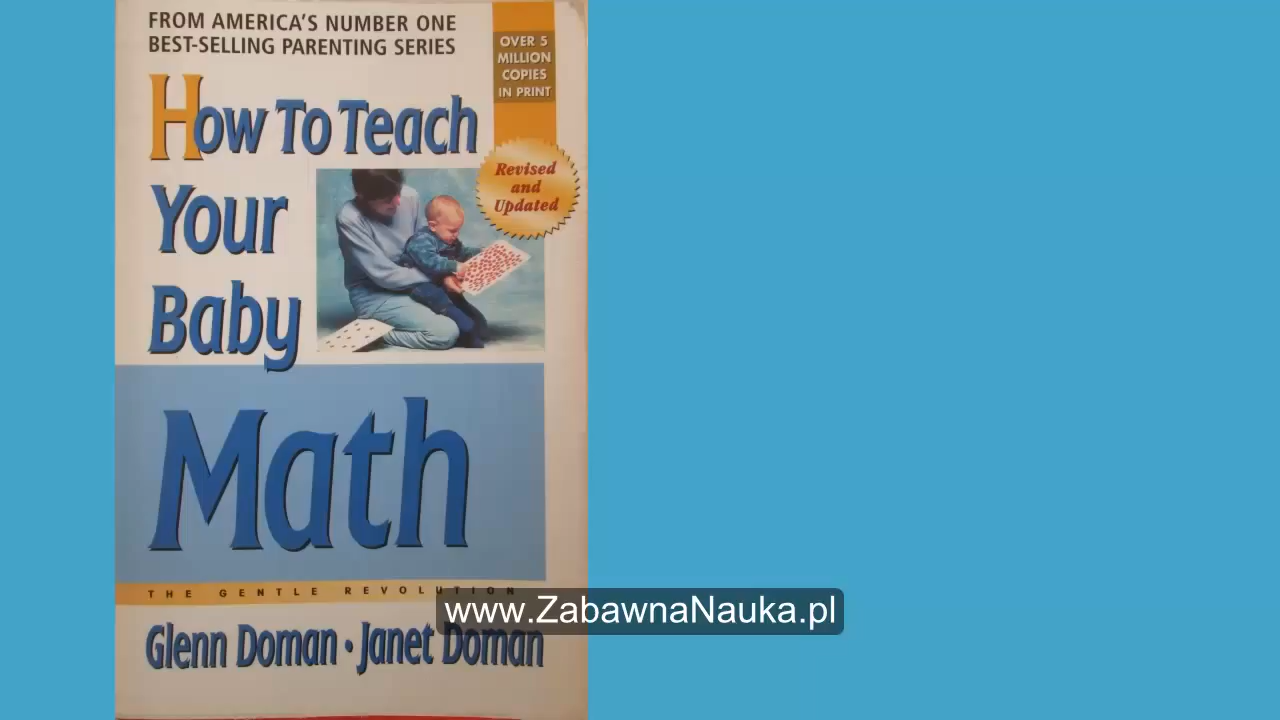 FROM AMERICA'S NUMBER ONE
BEST-SELLING PARENTING SERIES
OVER 5
MILLION
COPIES
IN PRINT
How To Teach
Your
Baby
Math
Revised
and
Updated
THE GENTLE REVOLUTION
Glenn Doman • Janet Doman
www.ZabawnaNauka.pl